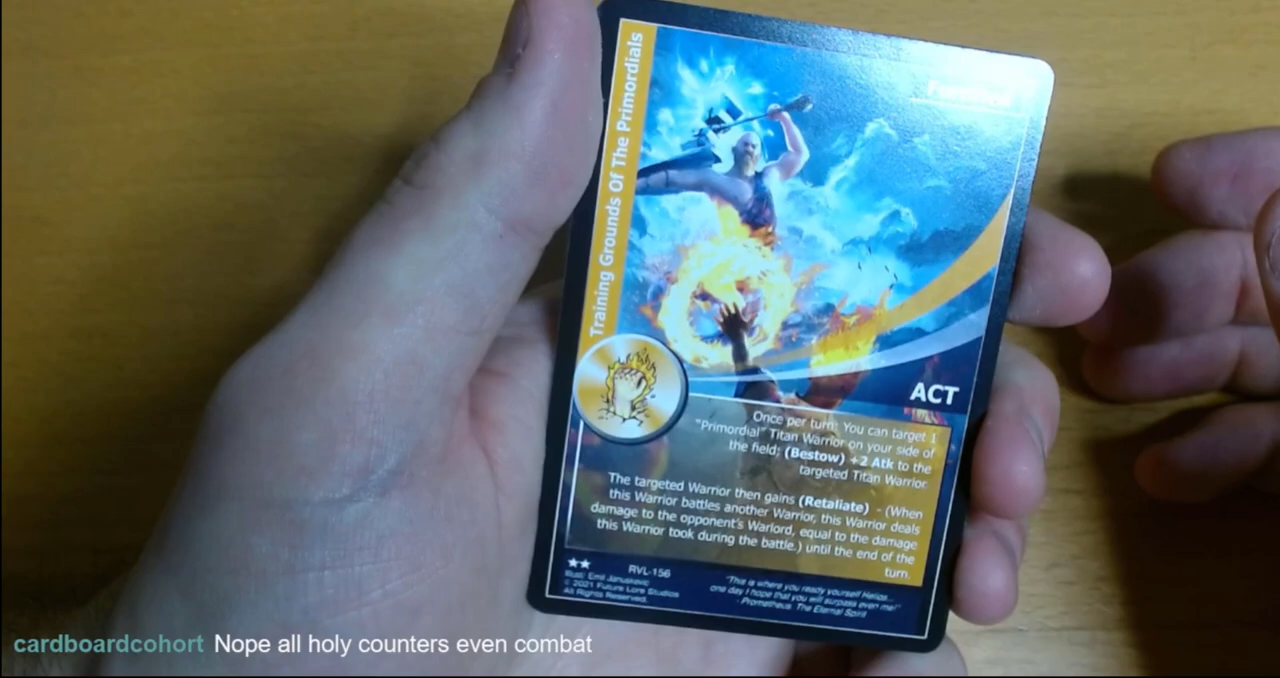 Training Grounds Of The Primordials
ACT
Once per turn: You can target 1
"Primordial" Titan Warrior on your side of
the field; (Bestow) +2 Atk to the
targeted Titan Warrior
The targeted Warrior then gains (Retaliate) - (When
this Warrior battles another Warrior, this Warrior deals
damage to the opponent's Warlord, equal to the damage
this Warrior took during the battle.) until the end of the
turn.
★★
RVL-156
Illust: Emil Januskevic
© 2021 Future Lore Studios
All Rights Reserved.
"This is where you ready yourself Helios...
one day I hope that you will surpass even me!"
- Prometheus The Eternal Spirit
cardboardcohort Nope all holy counters even combat